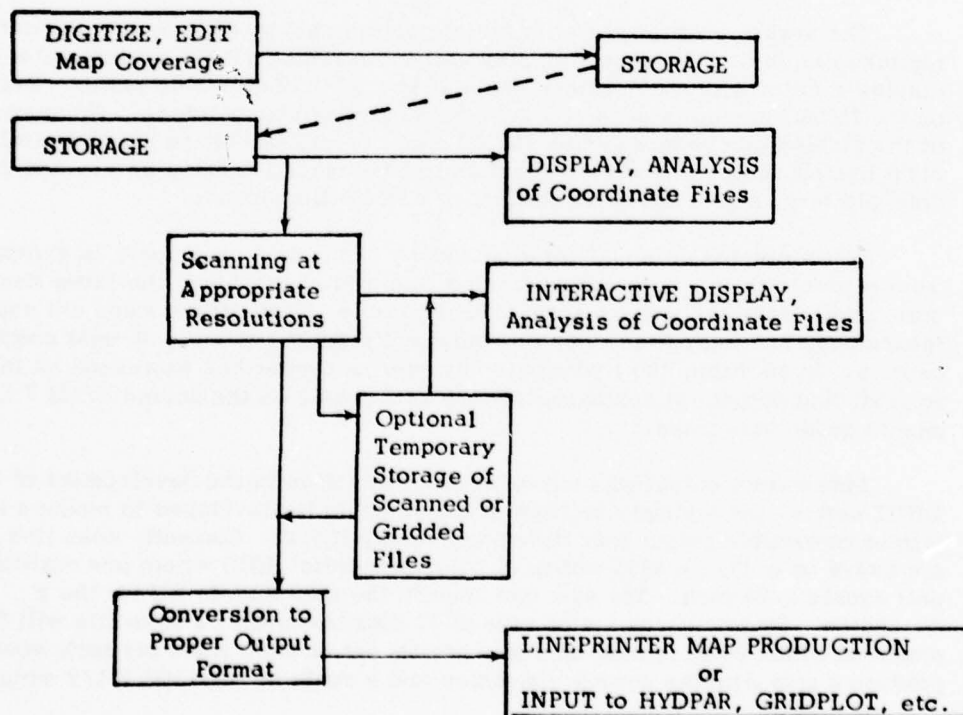 DIGITIZE, EDIT
Map Coverage
STORAGE
STORAGE
DISPLAY, ANALYSIS
of Coordinate Files
Scanning at
Appropriate
Resolutions
INTERACTIVE DISPLAY,
Analysis of Coordinate Files
Optional
Temporary
Storage of
Scanned or
Gridded
Files
Conversion to
Proper Output
Format
LINEPRINTER MAP PRODUCTION
or
INPUT to HYDPAR, GRIDPLOT, etc.